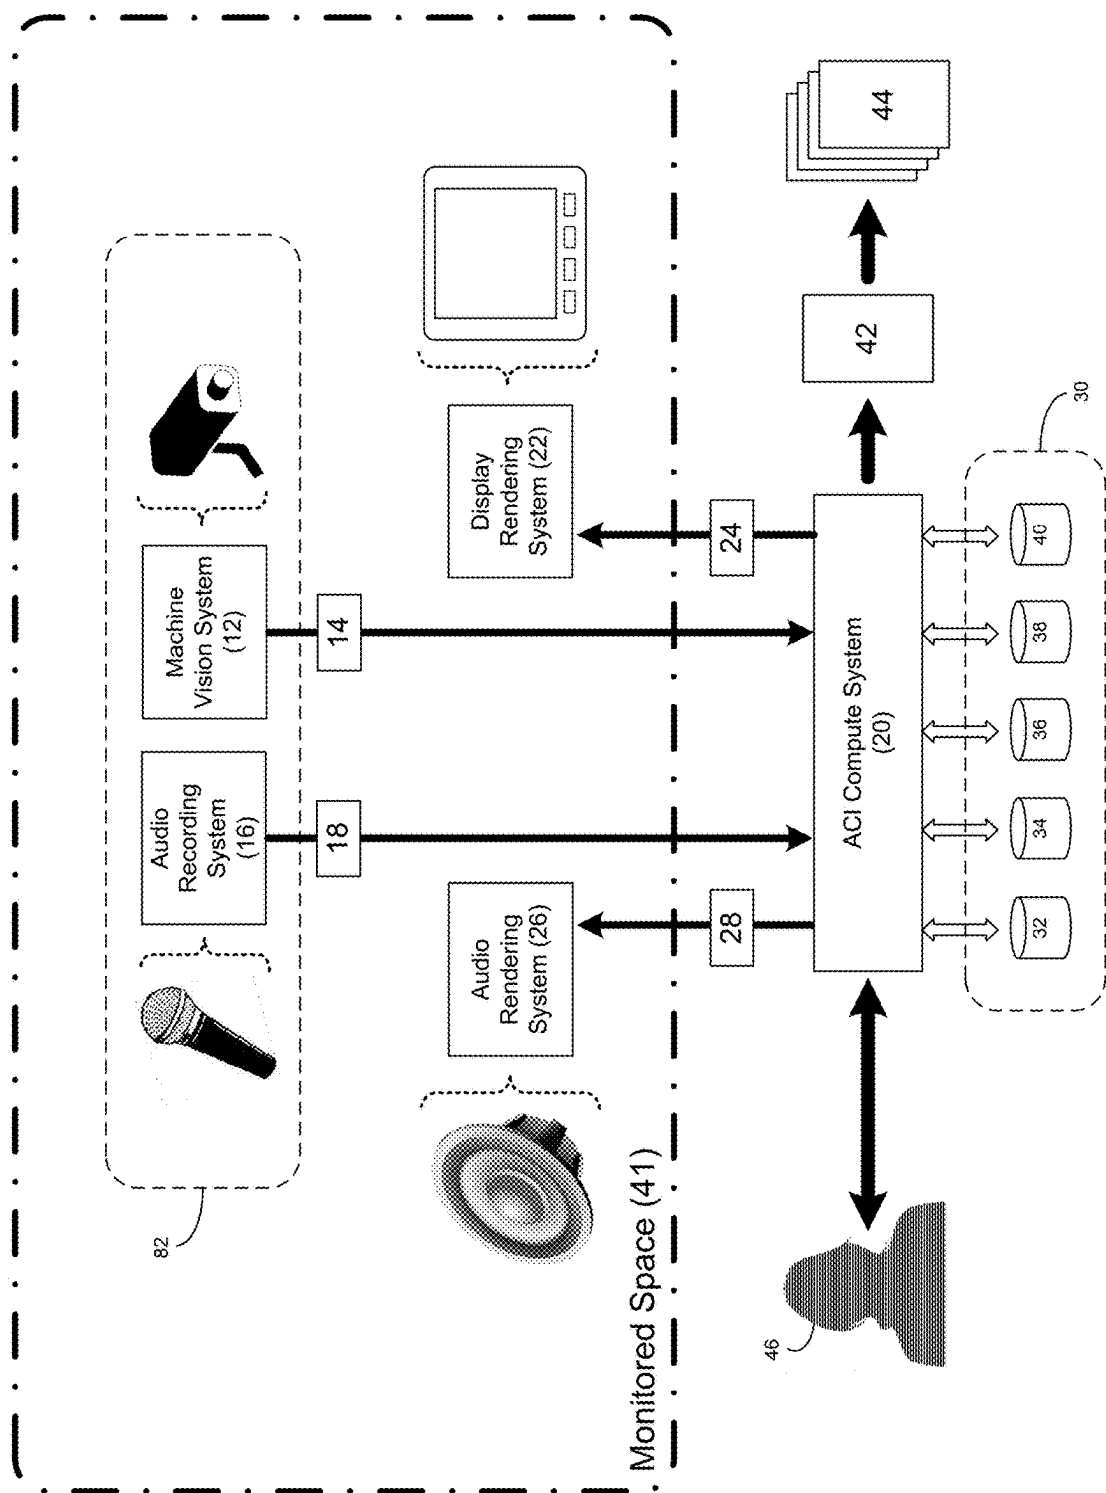 Monitored Space (41)
82
Audio
Recording
System
(16)
Machine
Vision System
(12)
18
14
Audio
Rendering
System (26)
Display
Rendering
System (22)
28
24
46
ACI Compute System
(20)
42
44
30
32
34
36
38
40